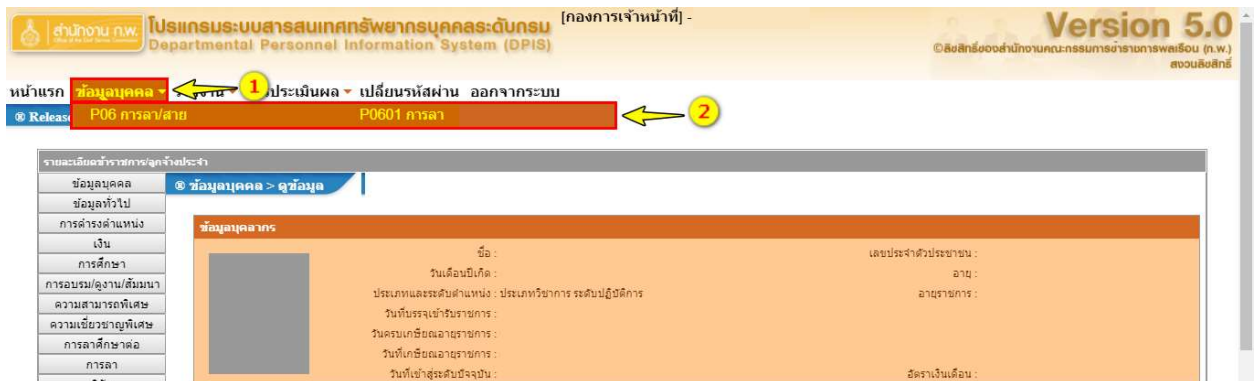 [กองการเจ้าหน้าที่] -
สำนักงาน ก.พ. โปรแกรมระบบสารสนเทศทรัพยากรบุคคลระดับกรม
Departmental Personnel Information System (DPIS)
Version 5.0
©ลิขสิทธิ์ของสำนักงานคณะกรรมการข้าราชการพลเรือน (ก.พ.)
สงวนลิขสิทธิ์
หน้าแรก ข้อมูลบุคคล 1 ประเมินผล เปลี่ยนรหัสผ่าน ออกจากระบบ
® Release P06 การลา/สาย P0601 การลา 2
รายละเอียดข้าราชการ/ลูกจ้างประจำ
ข้อมูลบุคคล ® ข้อมูลบุคคล > ดูข้อมูล
ข้อมูลทั่วไป
การดำรงตำแหน่ง ข้อมูลบุคลากร
เงิน ชื่อ : เลขประจำตัวประชาชน :
การศึกษา วันเดือนปีเกิด : อายุ :
การอบรม/ดูงาน/สัมมนา ประเภทและระดับตำแหน่ง : ประเภทวิชาการ ระดับปฏิบัติการ อายุราชการ :
ความสามารถพิเศษ วันที่บรรจุเข้ารับราชการ :
ความเชี่ยวชาญพิเศษ วันครบเกษียณอายุราชการ :
การลาศึกษาต่อ วันที่เกษียณอายุราชการ :
การลา วันที่เข้าสู่ระดับปัจจุบัน : อัตราเงินเดือน :